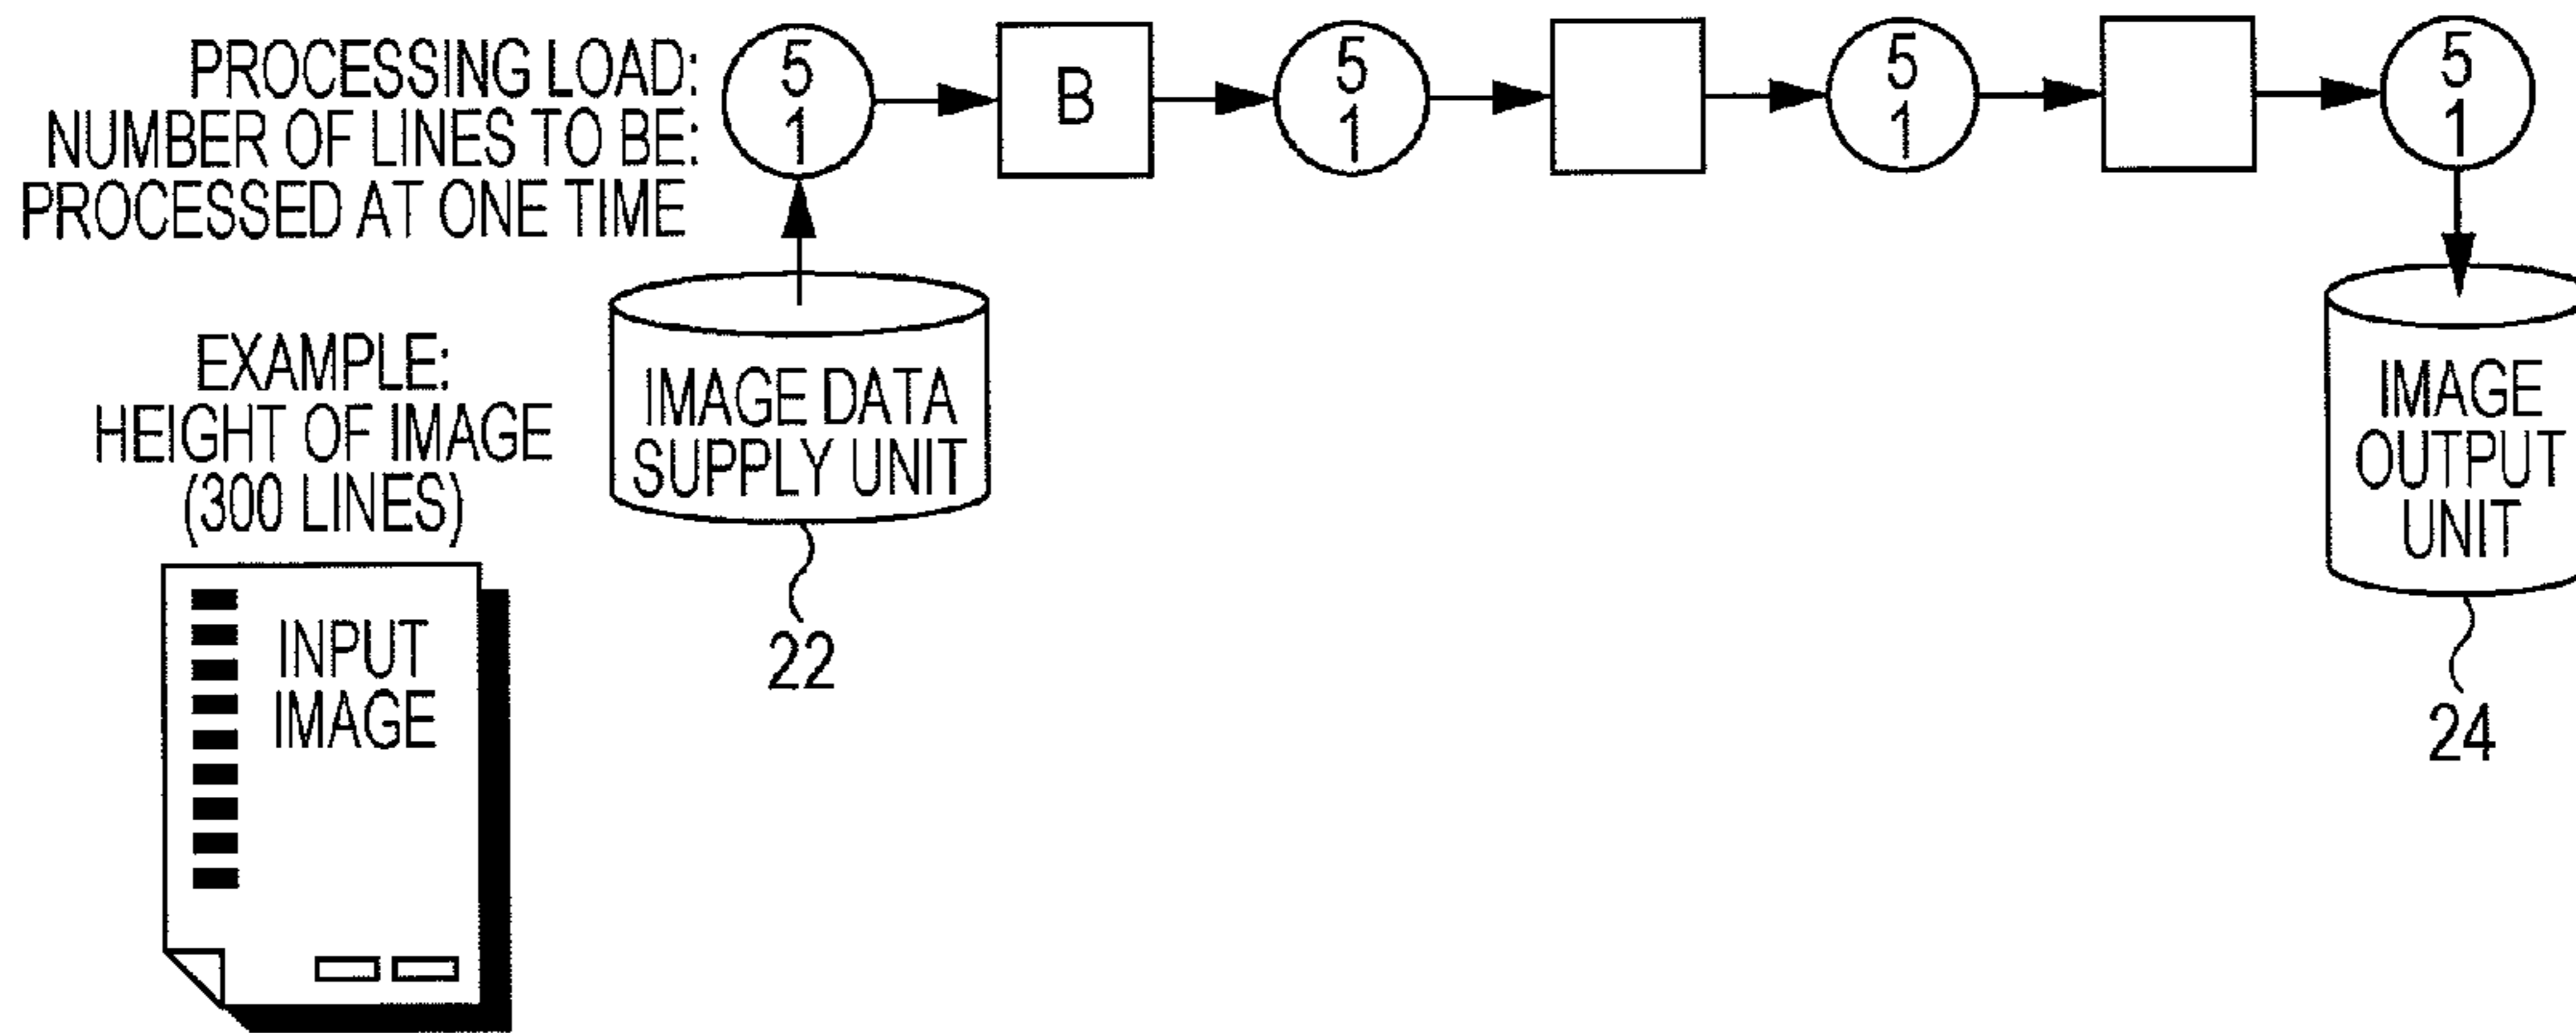 PROCESSING LOAD:
NUMBER OF LINES TO BE:
PROCESSED AT ONE TIME
5
1
B
5
1
5
1
5
1
EXAMPLE:
HEIGHT OF IMAGE
(300 LINES)
INPUT
IMAGE
IMAGE DATA
SUPPLY UNIT
22
IMAGE
OUTPUT
UNIT
24